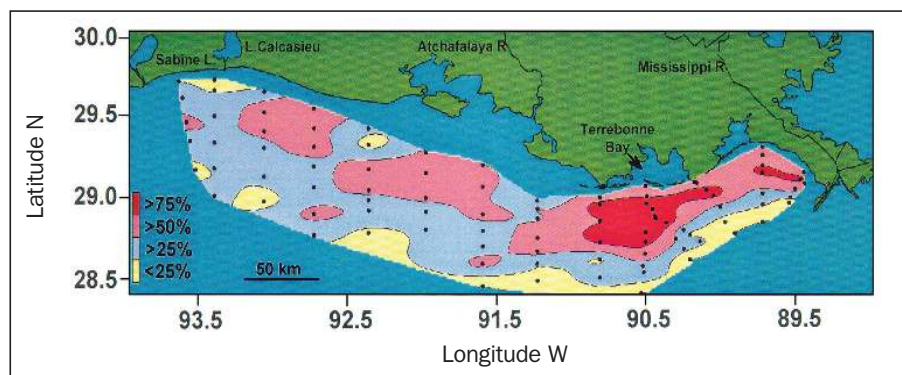 30.0
29.5
29.0
28.5
Latitude N
Sabine L.
L Calcasieu
Atchafalaya R
Mississippi R.
Terrebonne
Bay
>75%
>50%
>25%
<25%
50 km
93.5 92.5 91.5 90.5 89.5
Longitude W